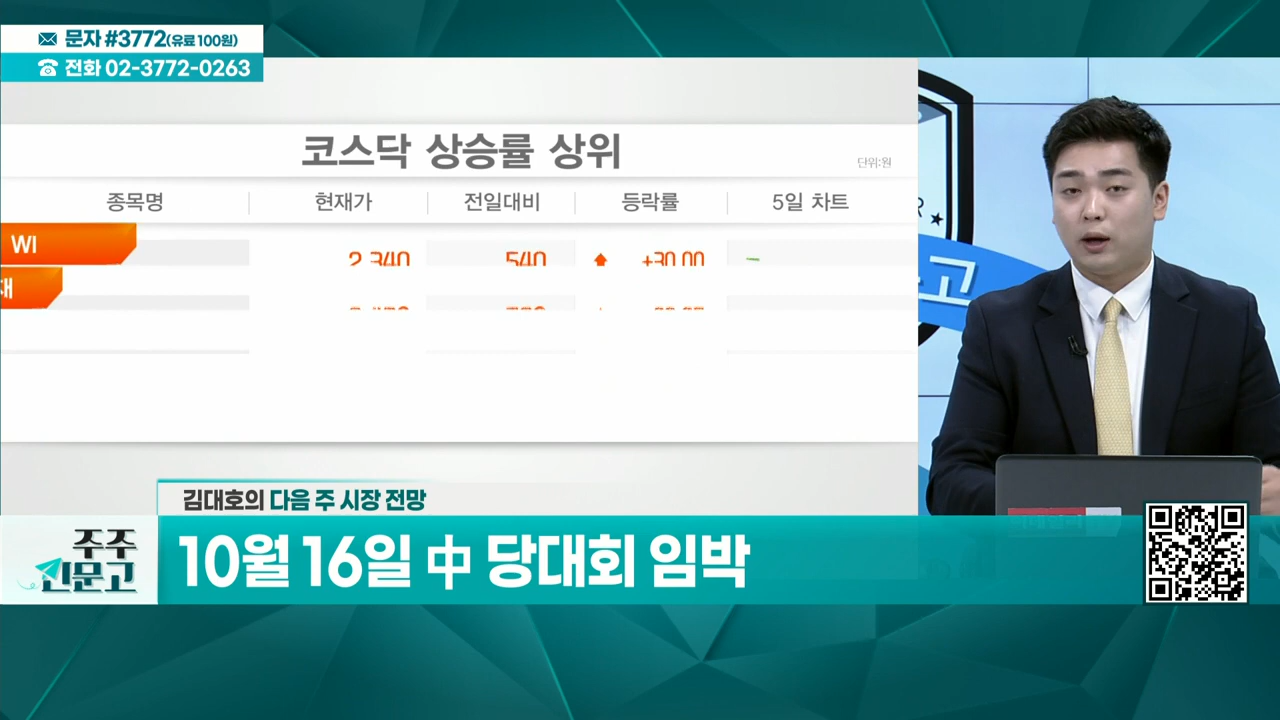 문자 #3772(유료 100원)
전화 02-3772-0263
코스닥 상승률 상위
단위:원
종목명 현재가 전일대비 등락률 5일 차트
WI 2,340 540 +30.00
재
고
김대호의 다음 주 시장 전망
주주
신문고
10월 16일 中 당대회 임박